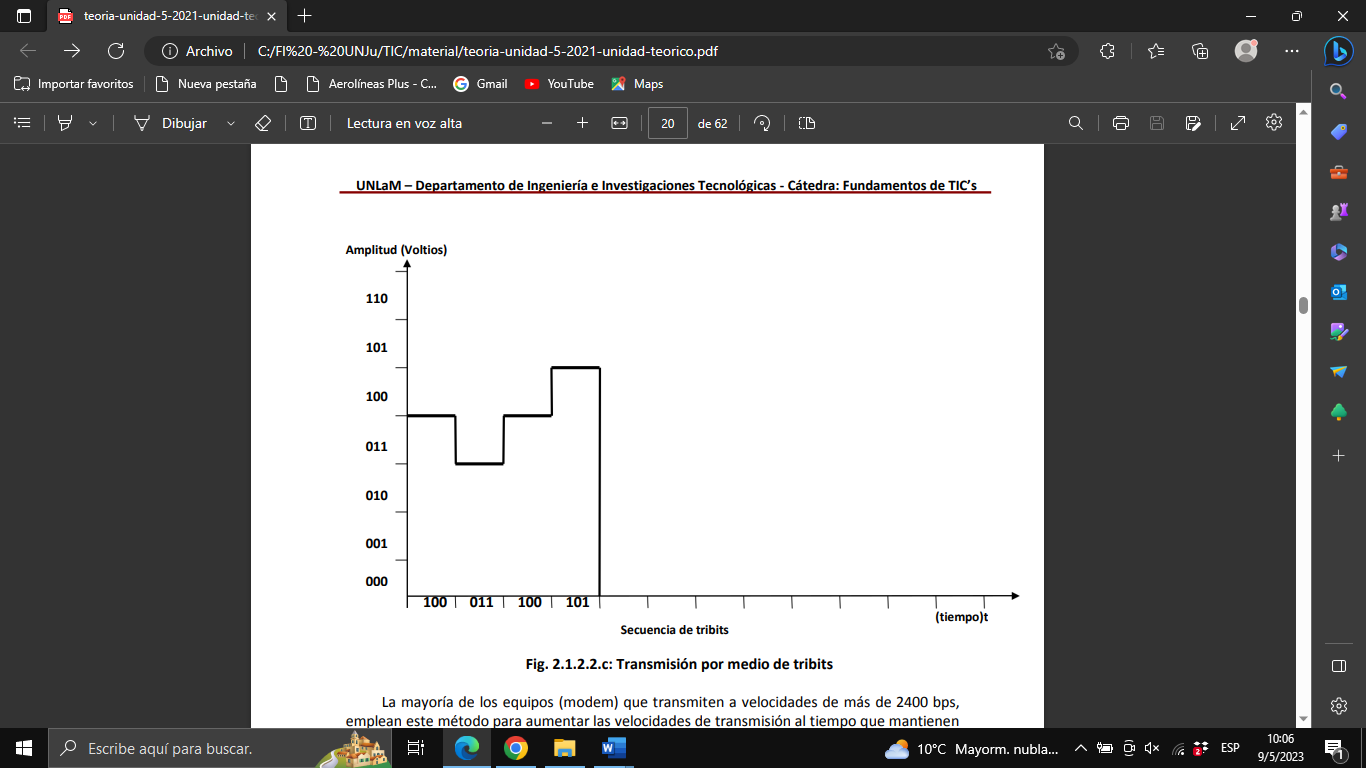 teoria-unidad-5-2021-unidad-teo
Archivo
C:/FI%20-%20UNJu/TIC/material/teoria-unidad-5-2021-unidad-teorico.pdf
Importar favoritos
Nueva pestaña
Aerolíneas Plus - C...
Gmail
YouTube
Maps
Dibujar
Lectura en voz alta
20
de 62
UNLaM – Departamento de Ingeniería e Investigaciones Tecnológicas - Cátedra: Fundamentos de TIC’s
Amplitud (Voltios)
110
101
100
011
010
001
000
100 011 100 101
(tiempo)t
Secuencia de tribits
Fig. 2.1.2.2.c: Transmisión por medio de tribits
La mayoría de los equipos (modem) que transmiten a velocidades de más de 2400 bps,
emplean este método para aumentar las velocidades de transmisión al tiempo que mantienen
Escribe aquí para buscar.
10°C Mayorm. nubla...
ESP
10:06
9/5/2023